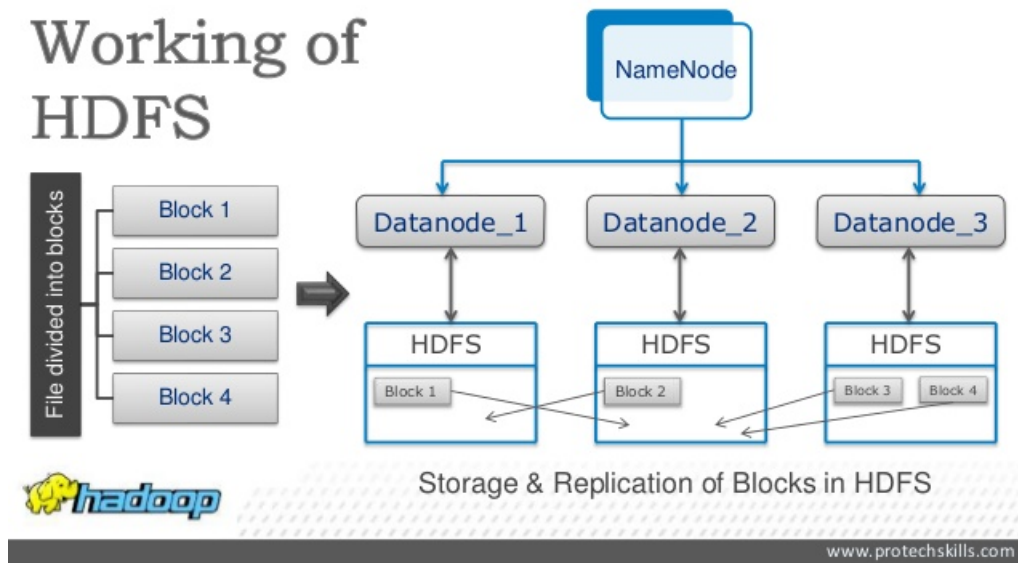 Working of
HDFS
File divided into blocks
Block 1
Block 2
Block 3
Block 4
NameNode
Datanode_1
Datanode_2
Datanode_3
HDFS
HDFS
HDFS
Block 1
Block 2
Block 3
Block 4
Storage & Replication of Blocks in HDFS
hadoop
www.protechskills.com